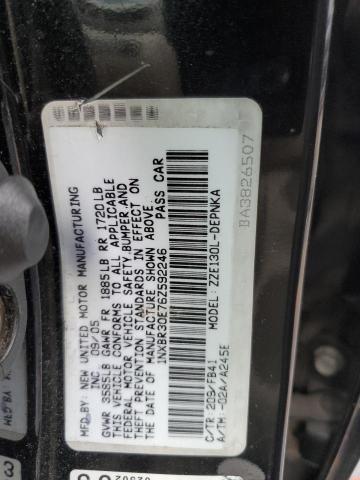 MFD.BY: NEW UNITED MOTOR MANUFACTURING
INC. 09/05
GVWR 3585LB GAWR FR 1885LB RR 1720LB
THIS VEHICLE CONFORMS TO ALL APPLICABLE
FEDERAL MOTOR VEHICLE SAFETY, BUMPER, AND
THEFT PREVENTION STANDARDS IN EFFECT ON
THE DATE OF MANUFACTURE SHOWN ABOVE.
1NXBR30E76Z592246 PASS CAR
MODEL: ZZE130L-DEPNKA
C/TR: 209/FB41
A/TM: -02A/A245E
DA3826507